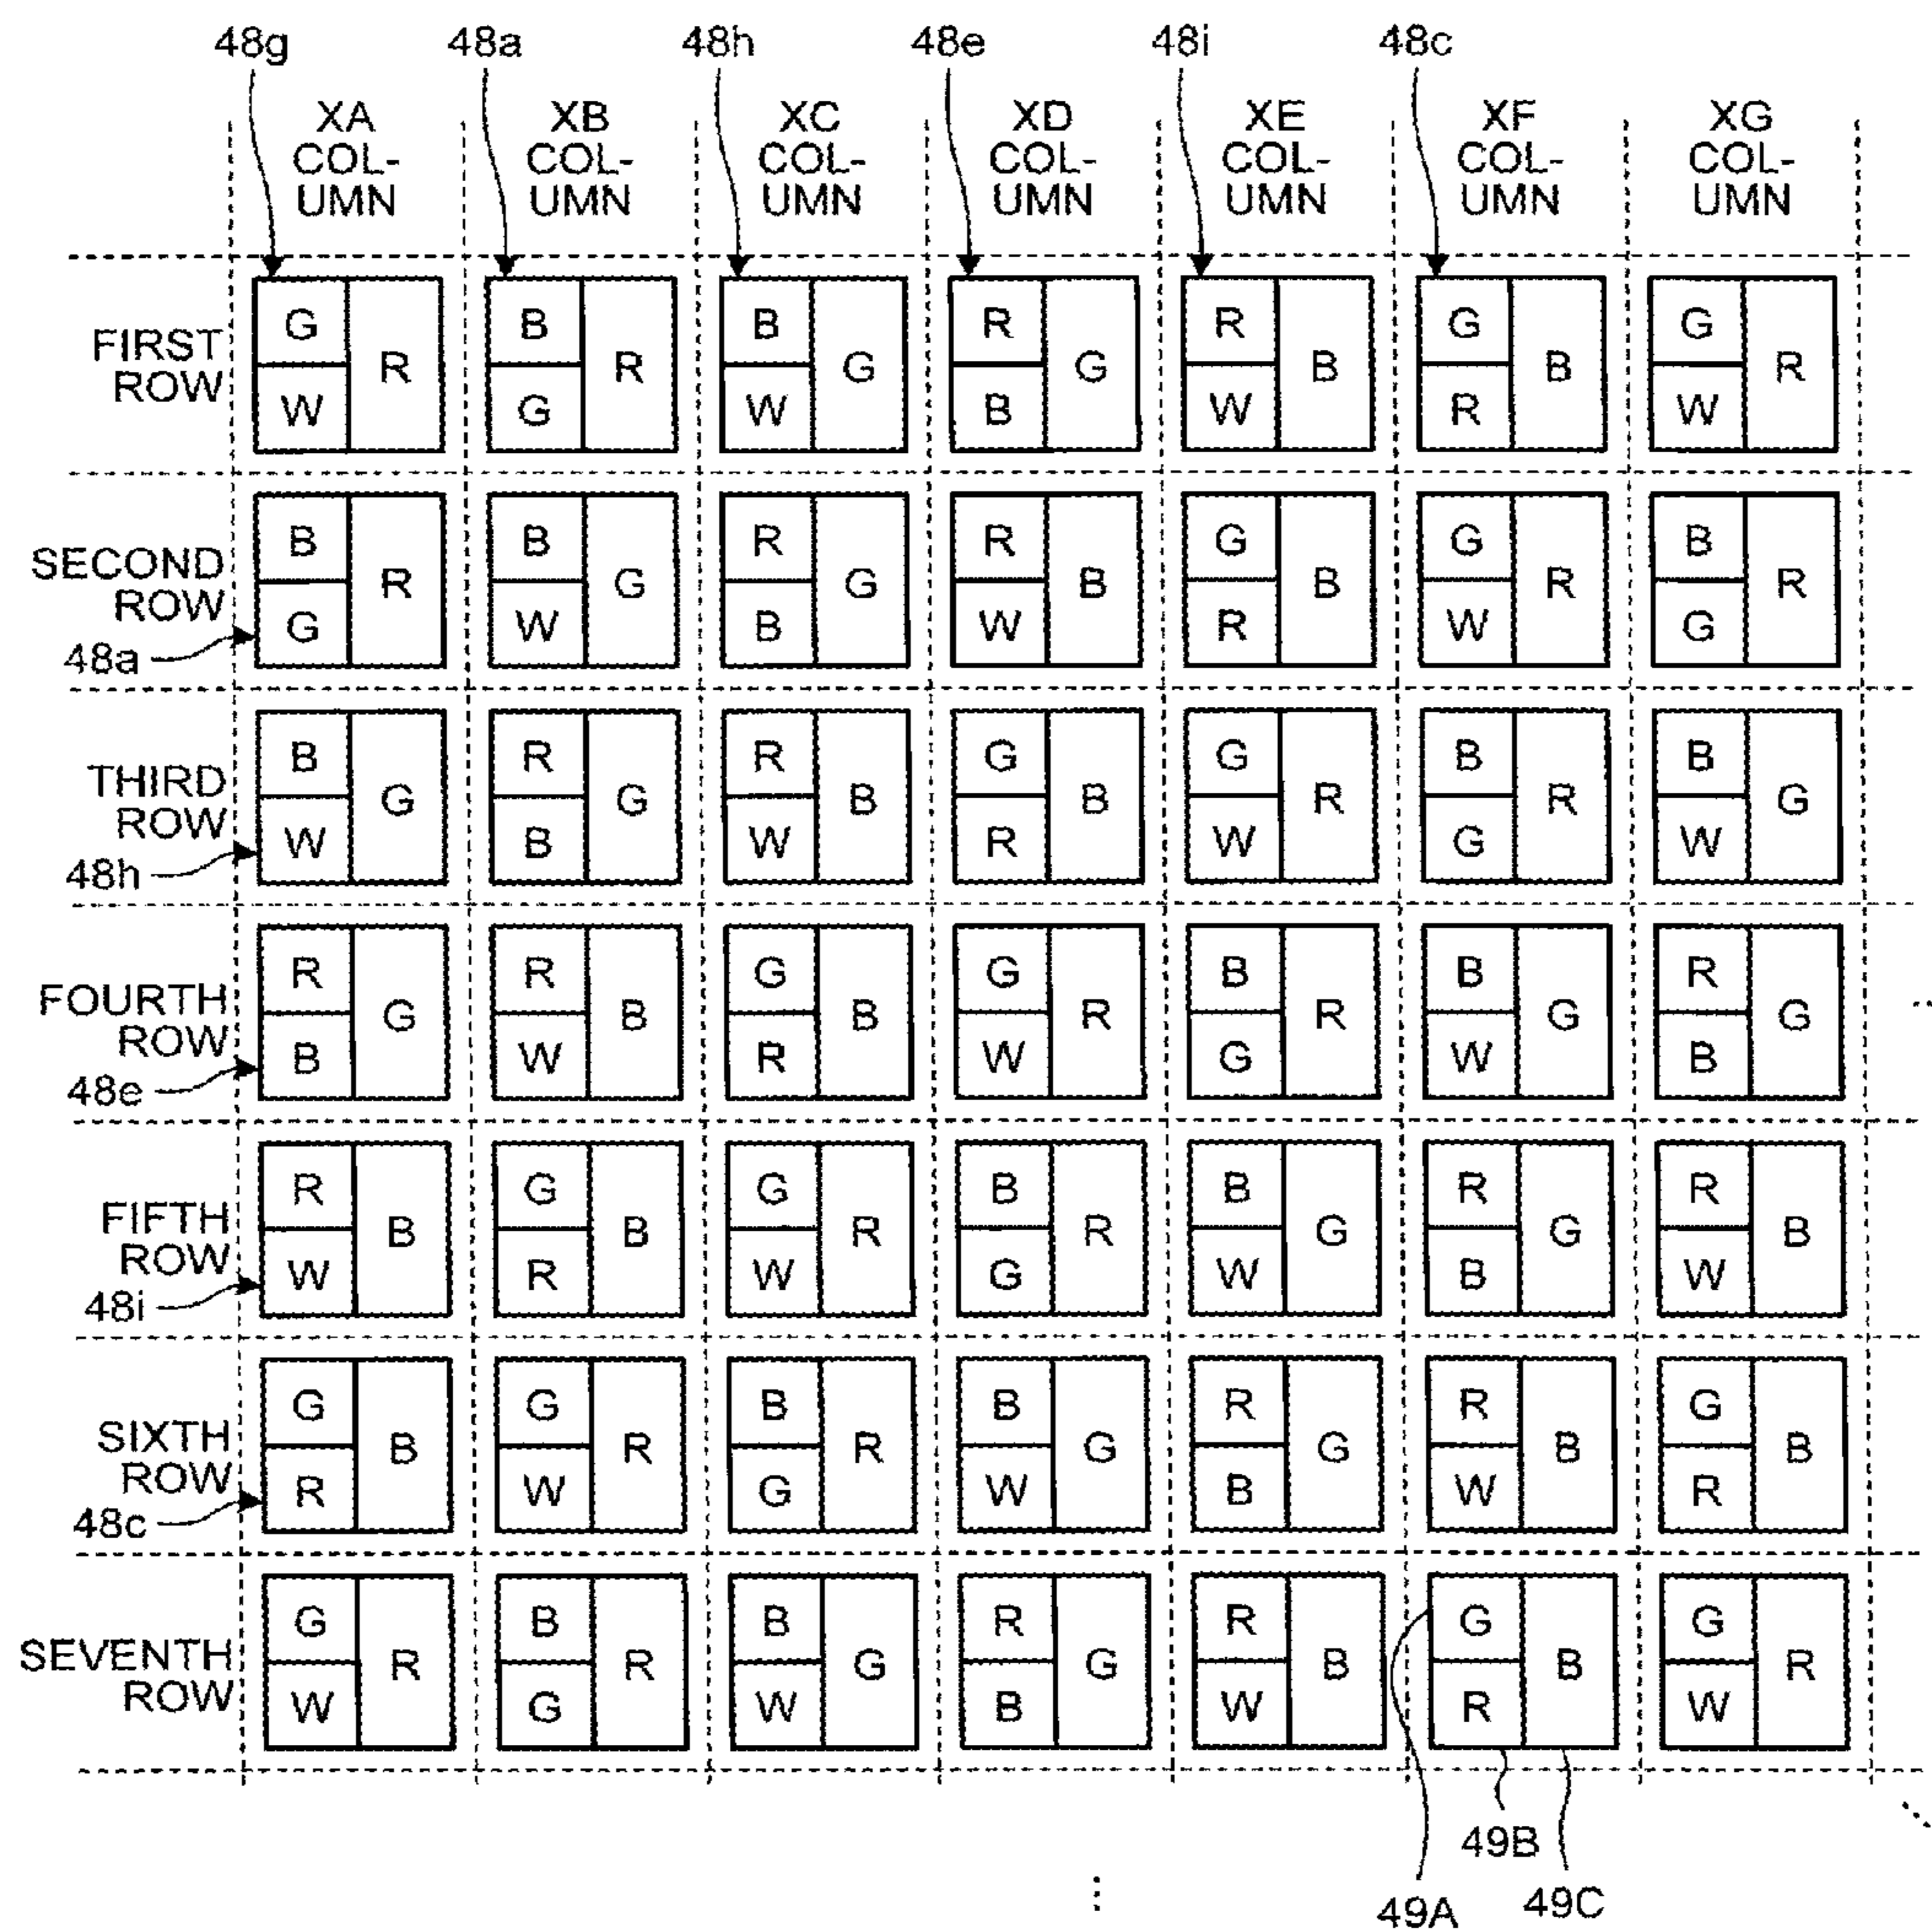 48g 48a 48h 48e 48i 48c
XA XB XC XD XE XF XG
COL- COL- COL- COL- COL- COL- COL-
UMN UMN UMN UMN UMN UMN UMN
G B B R R G G
FIRST
ROW
R R G G B B R
W G W B W R W
B B R R G G B
SECOND
ROW
R G G B B R R
G W B W R W G
48a
B R R G G B B
THIRD
ROW
G G B B R R G
W B W R W G W
48h
R R G G B B R
FOURTH
ROW
G B B R R G G
B W R W G W B
48e
R G G B B R R
FIFTH
ROW
B B R R G G B
W R W G W B W
48i
G G B B R R G
SIXTH
ROW
B R R G G B B
R W G W B W R
48c
G B B R R G G
SEVENTH
ROW
R R G G B B R
W G W B W R W
49B
49A 49C